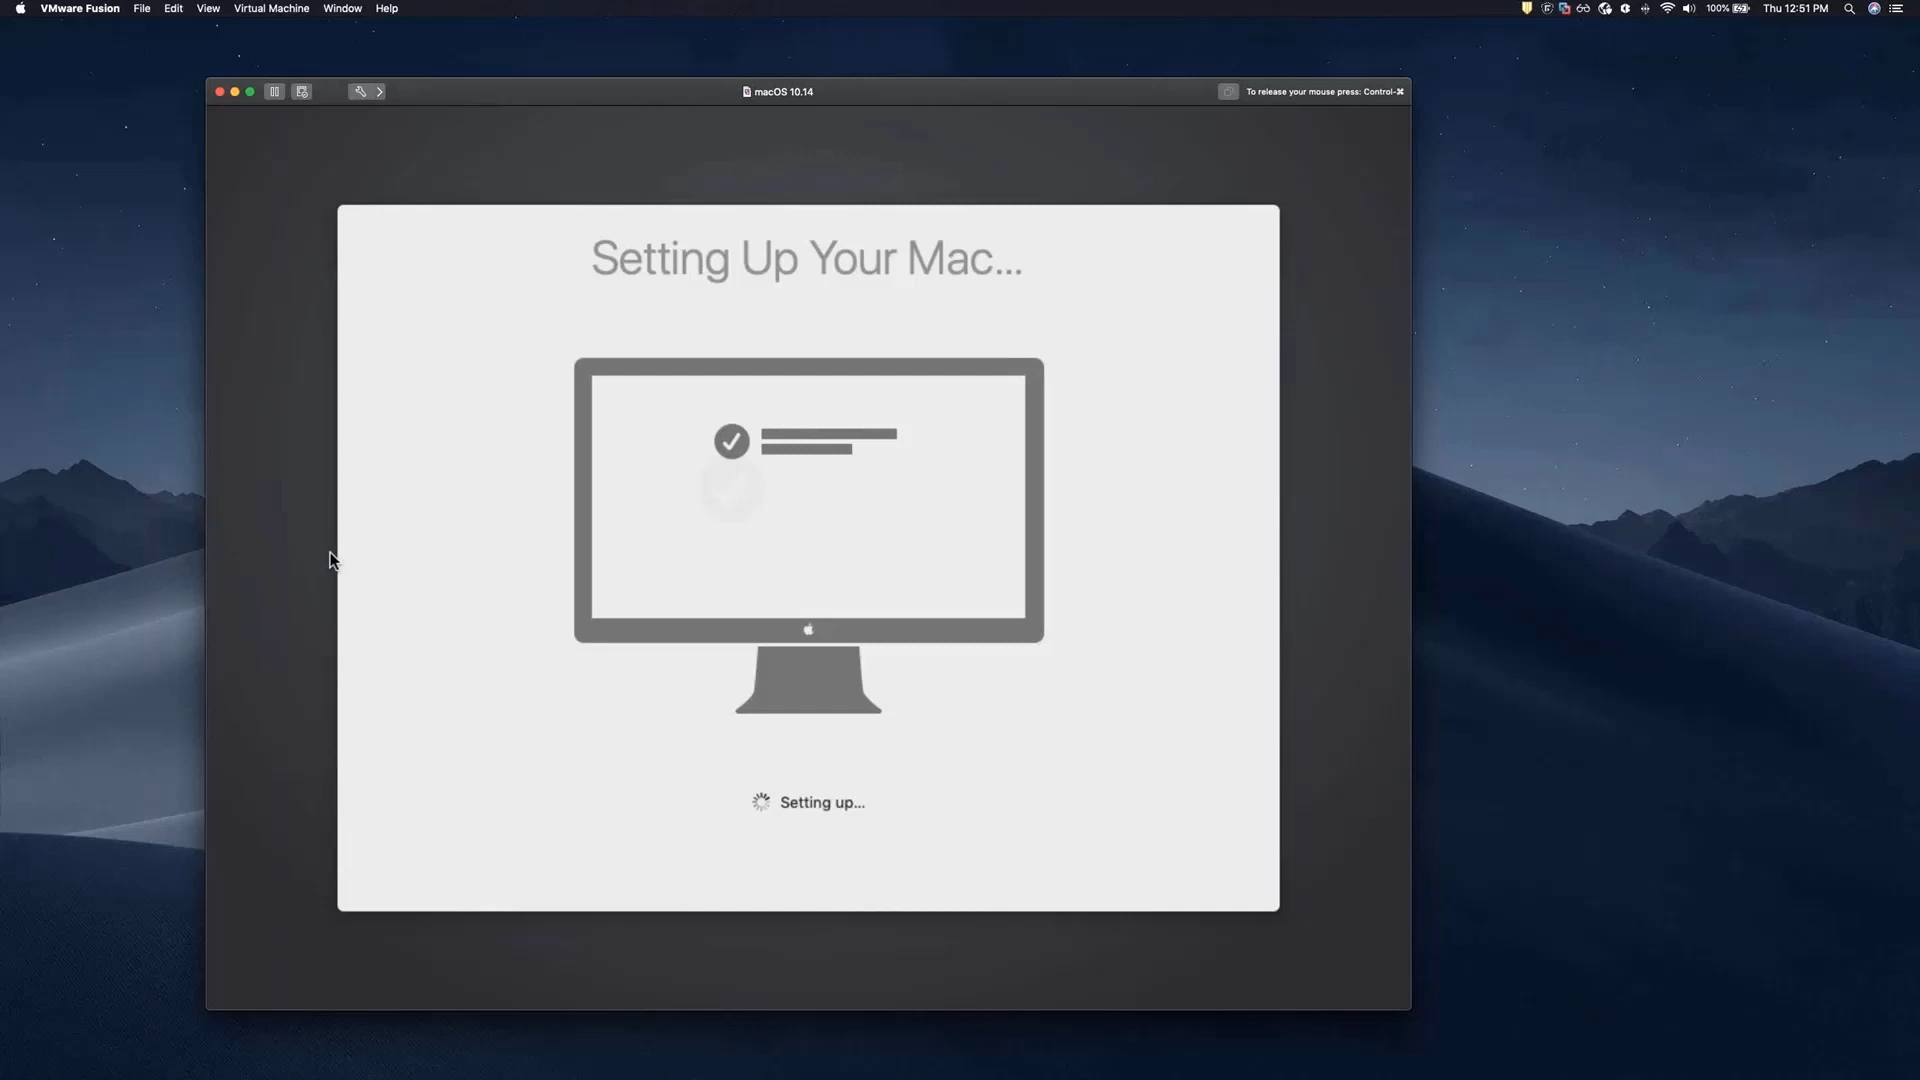 VMware Fusion File Edit View Virtual Machine Window Help 100% Thu 12:51 PM
macOS 10.14 To release your mouse press: Control-⌘
Setting Up Your Mac...
Setting up...